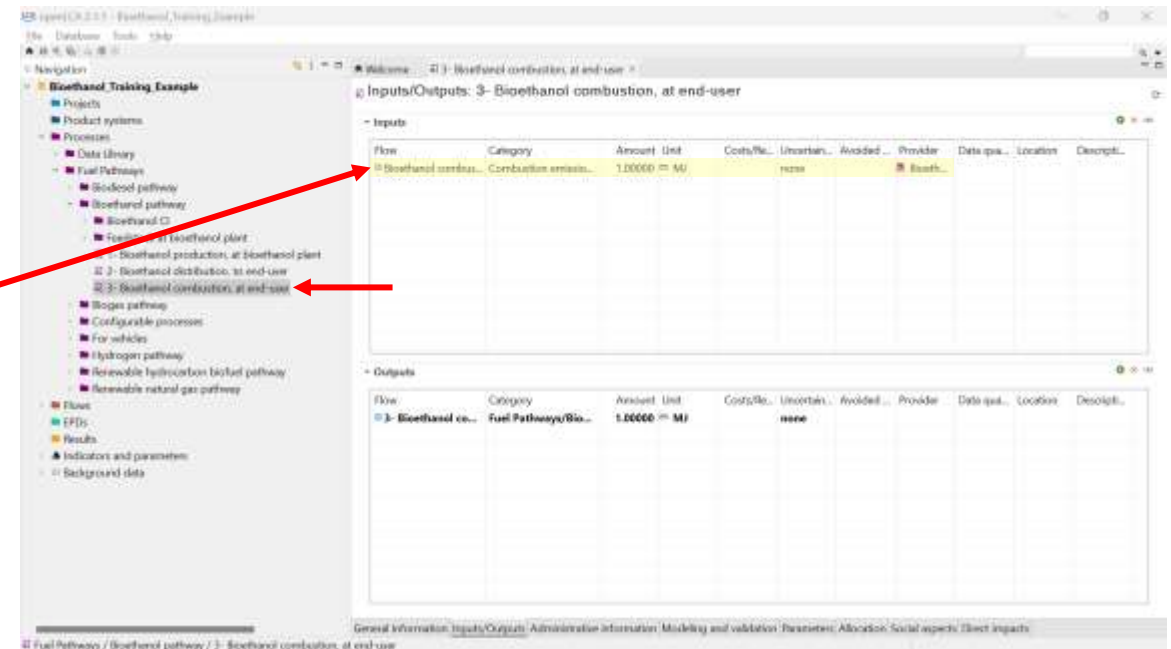 openLCA 2.1.1 - Bioethanol_Training_Example
File Database Tools Help
Navigation
Welcome 3- Bioethanol combustion, at end-user
Bioethanol_Training_Example
Projects
Product systems
Processes
Data Library
Fuel Pathways
Biodiesel pathway
Bioethanol pathway
Bioethanol CI
at bioethanol plant
Bioethanol production, at bioethanol plant
2- Bioethanol distribution, to end-user
3- Bioethanol combustion, at end-user
Biogas pathway
Configurable processes
For vehicles
Hydrogen pathway
Renewable hydrocarbon biofuel pathway
Renewable natural gas pathway
Flows
EPDs
Results
Indicators and parameters
Background data
Inputs/Outputs: 3- Bioethanol combustion, at end-user
Inputs
Flow Category Amount Unit Costs/Re... Uncertain... Avoided ... Provider Data qua... Location Descripti...
Bioethanol combus... Combustion emissio... 1.00000 MJ none Bioeth...
Outputs
Flow Category Amount Unit Costs/Re... Uncertain... Avoided ... Provider Data qua... Location Descripti...
3- Bioethanol co... Fuel Pathways/Bio... 1.00000 MJ none
General information Inputs/Outputs Administrative information Modeling and validation Parameters Allocation Social aspects Direct impacts
Fuel Pathways / Bioethanol pathway / 3- Bioethanol combustion, at end-user